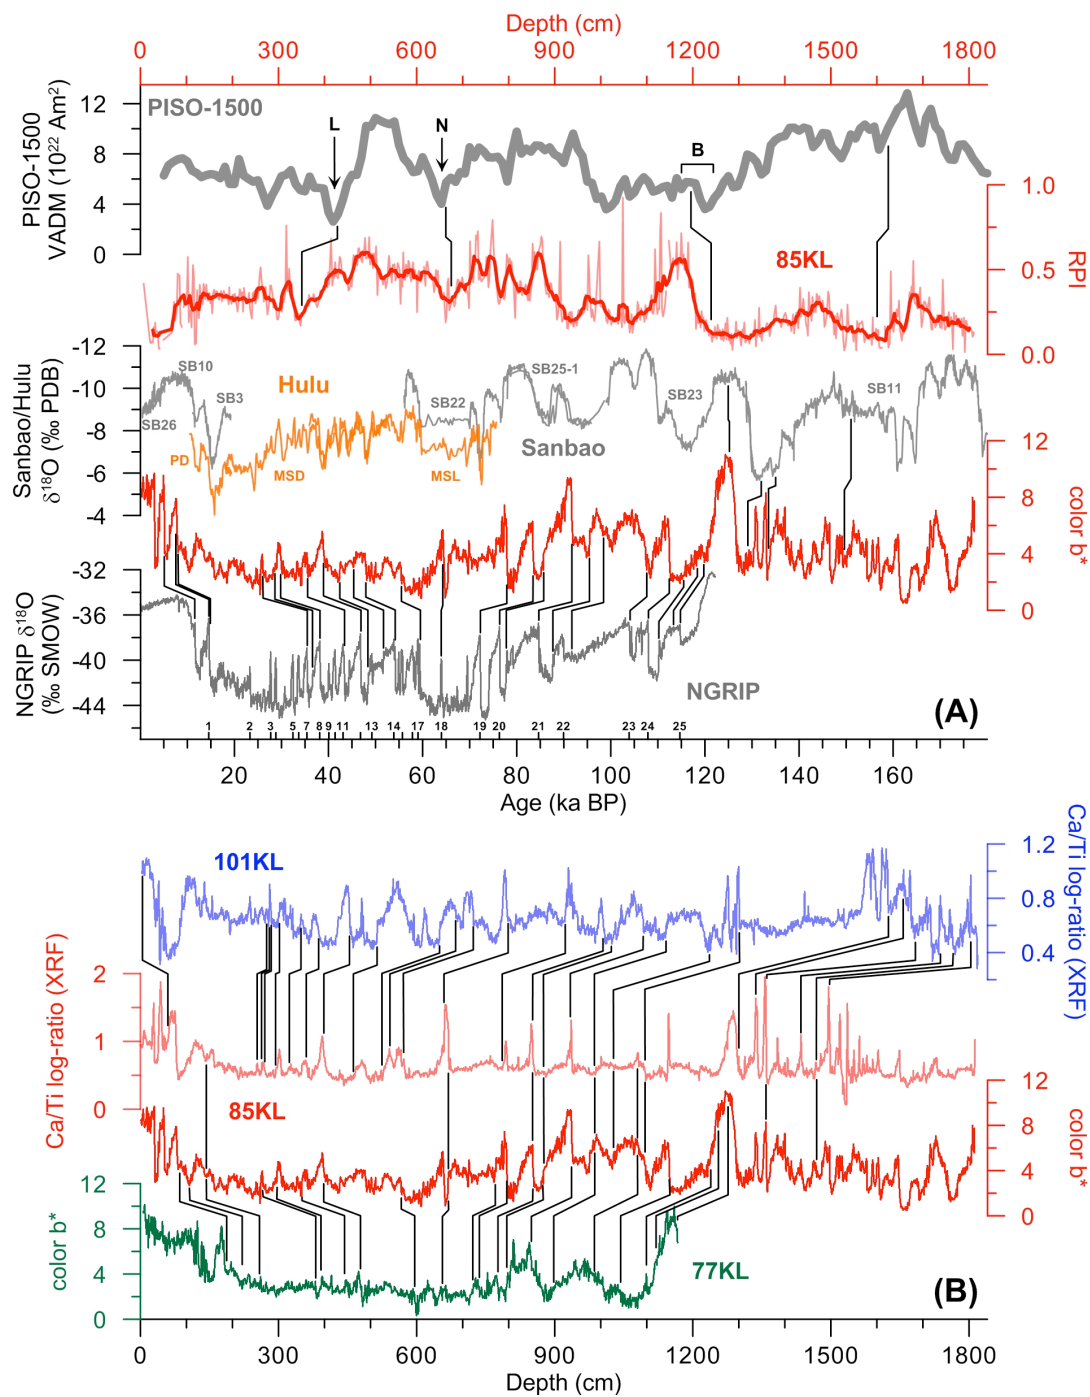 Depth (cm)
0 300 600 900 1200 1500 1800
PISO-1500
VADM (10²² Am²)
12
8
4
0
PISO-1500
L
N
B
85KL
RPI
1.0
0.5
0.0
Sanbao/Hulu
δ¹⁸O (‰ PDB)
-12
-10
-8
-6
-4
SB10
SB3
SB26
Hulu
PD
MSD
SB22
MSL
SB25-1
Sanbao
SB23
SB11
color b*
12
8
4
0
NGRIP δ¹⁸O
(‰ SMOW)
-32
-36
-40
-44
NGRIP
(A)
1 2 3 5 7 8 9 11 13 14 17 18 19 20 21 22 23 24 25
20 40 60 80 100 120 140 160
Age (ka BP)
101KL
Ca/Ti log-ratio (XRF)
1.2
0.8
0.4
Ca/Ti log-ratio (XRF)
2
1
0
85KL
color b*
12
8
4
0
color b*
12
8
4
0
77KL
(B)
0 300 600 900 1200 1500 1800
Depth (cm)